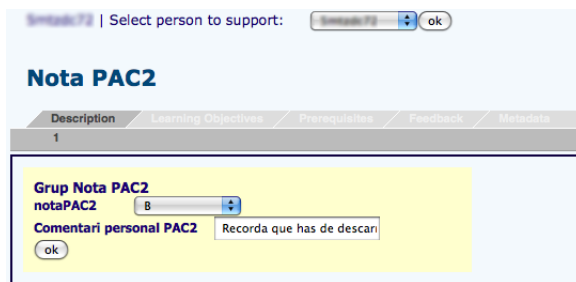 | Select person to support: ok
Nota PAC2
Description Learning Objectives Prerequisites Feedback Metadata
1
Grup Nota PAC2
notaPAC2 B
Comentari personal PAC2 Recorda que has de descarr
ok